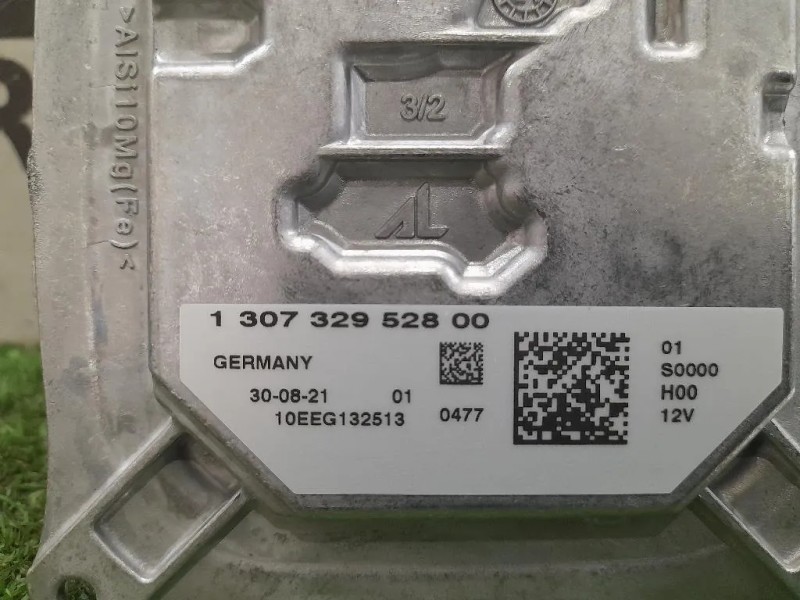 >AlSi10Mg(Fe)<
3/2
AL
1 307 329 528 00
GERMANY
30-08-21 01
10EEG132513 0477
01
S0000
H00
12V